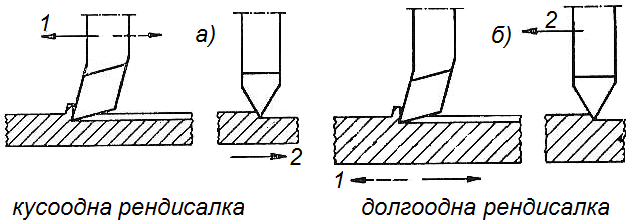 1 а) б) 2
2
1
кусоодна рендисалка долгоодна рендисалка